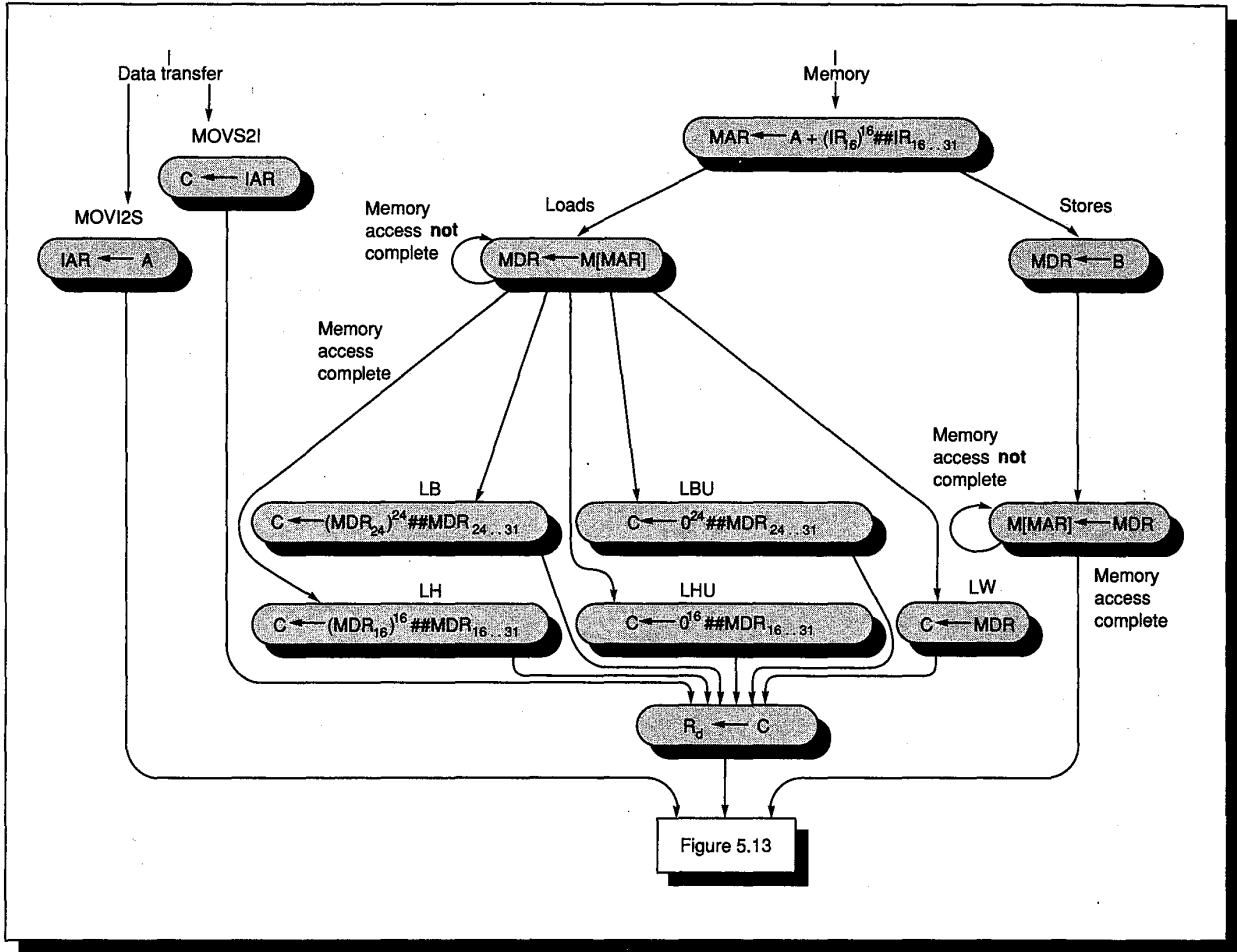 Data transfer
Memory
MOVS2I
MAR ← A + (IR₁₆)¹⁶##IR₁₆..₃₁
C ← IAR
Memory
access not
complete
Loads
Stores
MOVI2S
IAR ← A
MDR ← M[MAR]
MDR ← B
Memory
access
complete
Memory
access not
complete
LB
LBU
C ← (MDR₂₄)²⁴##MDR₂₄..₃₁
C ← 0²⁴##MDR₂₄..₃₁
M[MAR] ← MDR
LH
LHU
LW
Memory
access
complete
C ← (MDR₁₆)¹⁶##MDR₁₆..₃₁
C ← 0¹⁶##MDR₁₆..₃₁
C ← MDR
R_d ← C
Figure 5.13